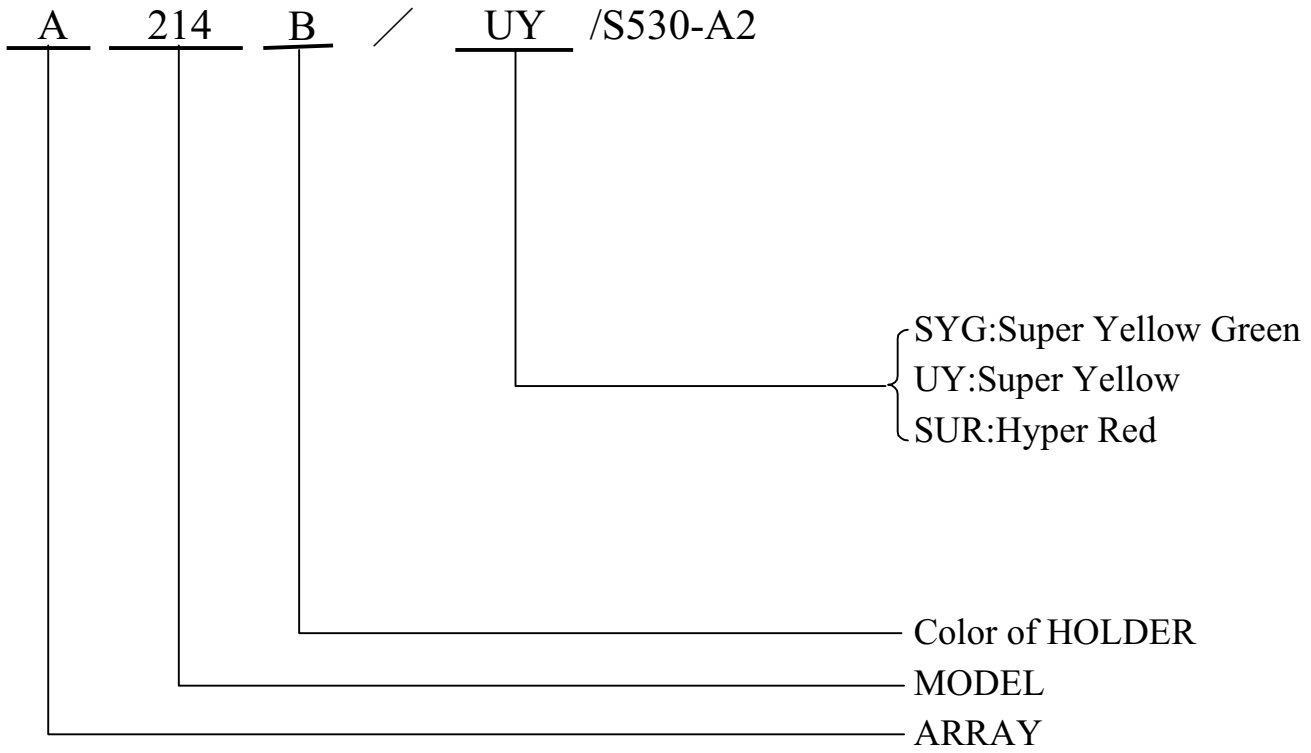 A 214 B / UY /S530-A2
SYG:Super Yellow Green
UY:Super Yellow
SUR:Hyper Red
Color of HOLDER
MODEL
ARRAY